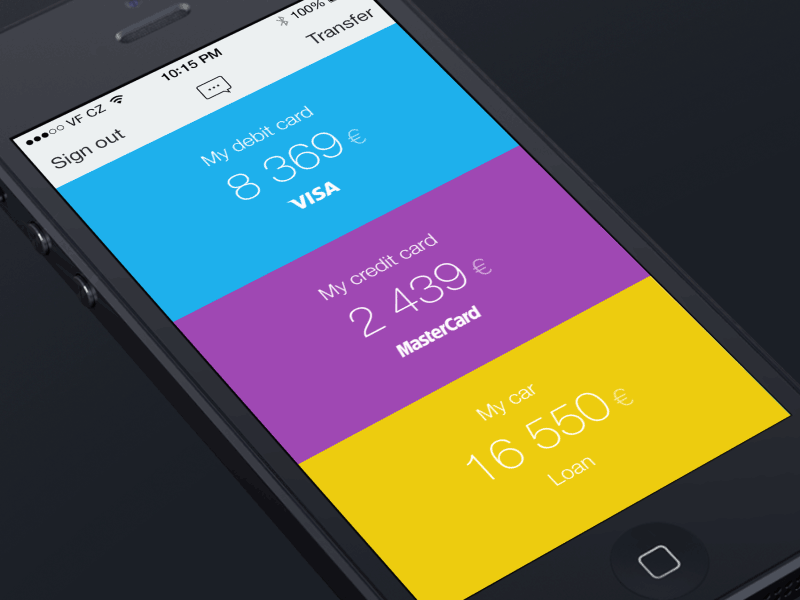 VF CZ 10:15 PM 100%
Sign out Transfer
My debit card
8 369 €
VISA
My credit card
2 439 €
MasterCard
My car
16 550 €
Loan